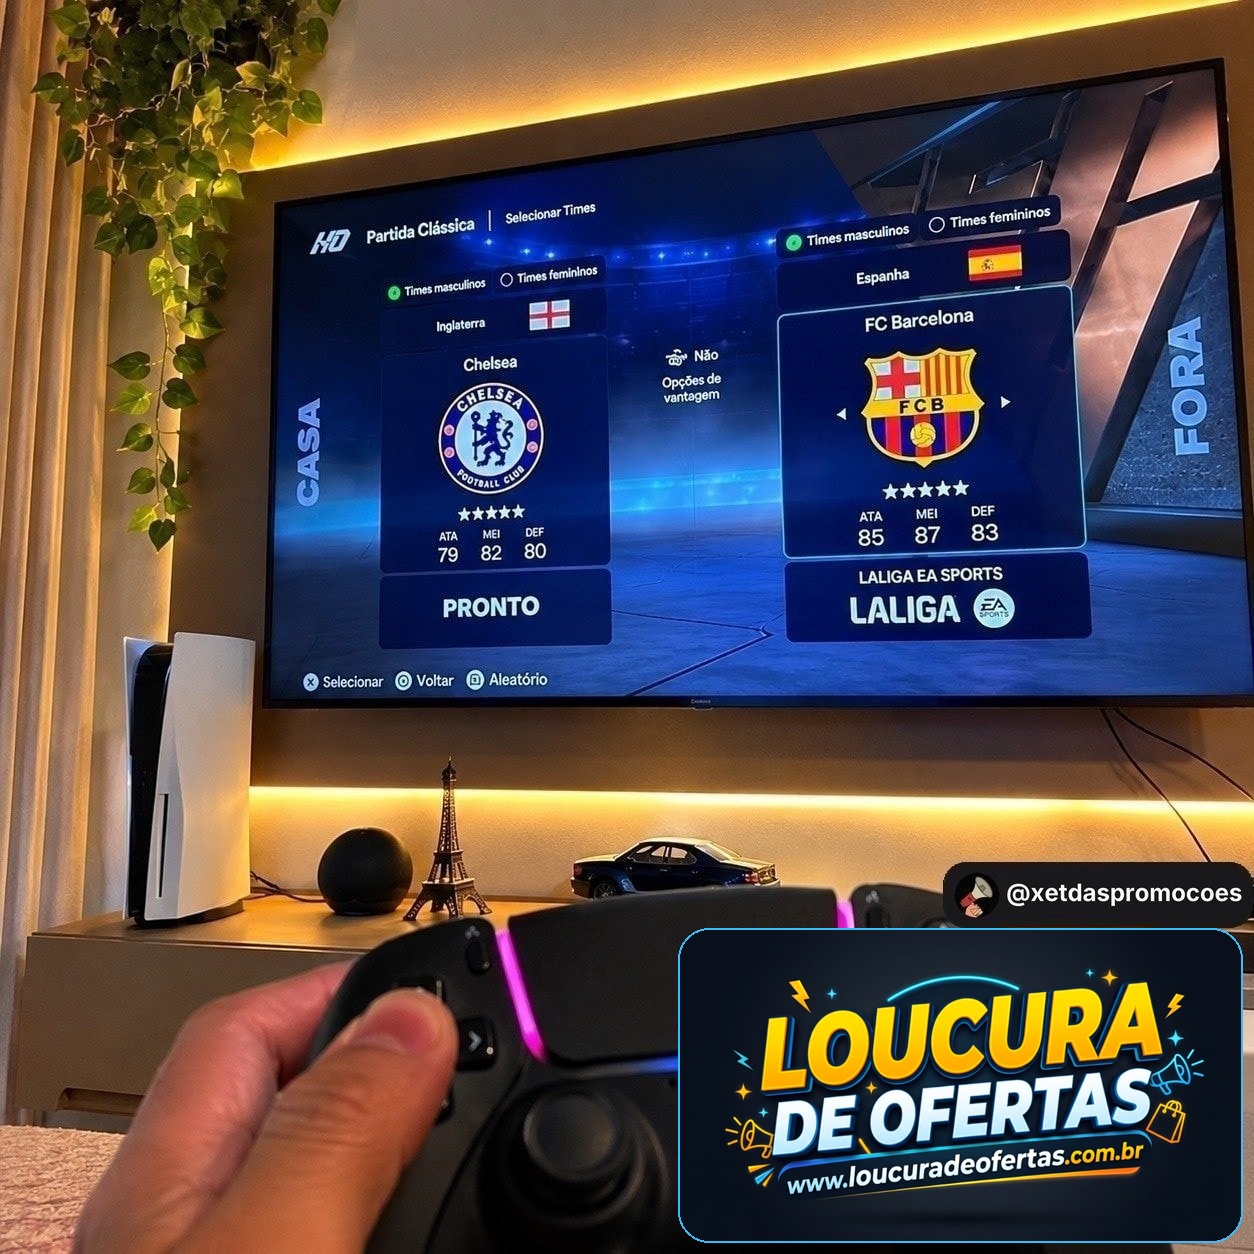 Partida Clássica | Selecionar Times
Times masculinos
Times femininos
Inglaterra
Chelsea
CHELSEA
FOOTBALL CLUB
ATA MEI DEF
79 82 80
PRONTO
CASA
Não
Opções de
vantagem
Times masculinos
Times femininos
Espanha
FC Barcelona
FCB
ATA MEI DEF
85 87 83
LALIGA EA SPORTS
LALIGA
EA
SPORTS
FORA
Selecionar Voltar Aleatório
@xetdaspromocoes
LOUCURA
DE OFERTAS
www.loucuradeofertas.com.br